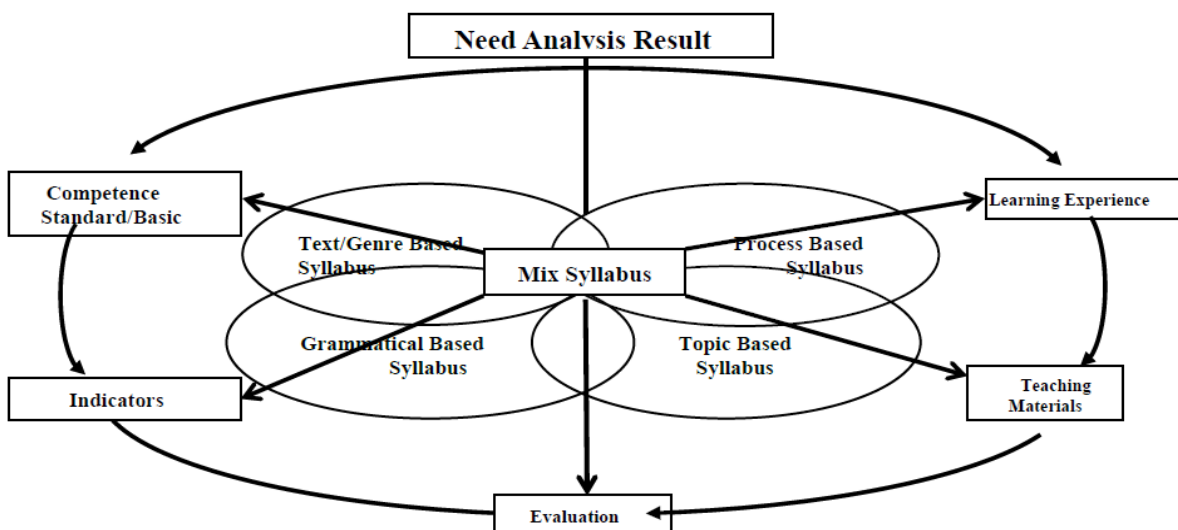 Need Analysis Result
Competence
Standard/Basic
Learning Experience
Text/Genre Based
Syllabus
Process Based
Syllabus
Mix Syllabus
Grammatical Based
Syllabus
Topic Based
Syllabus
Indicators
Teaching
Materials
Evaluation